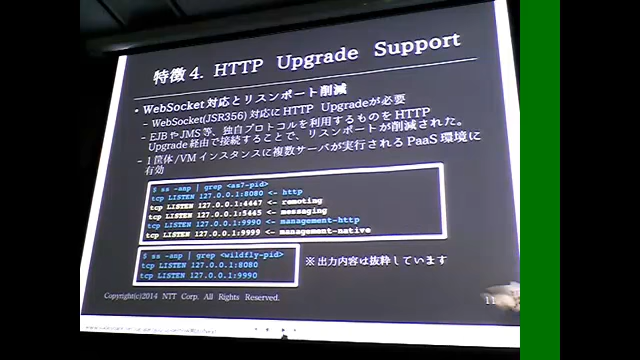 特徴4. HTTP Upgrade Support
・WebSocket対応とリスンポート削減
– WebSocket(JSR356) 対応にHTTP Upgradeが必要
– EJBやJMS等、独自プロトコルを利用するものをHTTP
Upgrade経由で接続することで、リスンポートが削減された。
– 1筐体/VMインスタンスに複数サーバが実行されるPaaS環境に
有効
$ ss -anp | grep <as7-pid>
tcp LISTEN 127.0.0.1:8080 <- http
tcp LISTEN 127.0.0.1:4447 <- remoting
tcp LISTEN 127.0.0.1:5445 <- messaging
tcp LISTEN 127.0.0.1:9990 <- management-http
tcp LISTEN 127.0.0.1:9999 <- management-native
$ ss -anp | grep <wildfly-pid>
tcp LISTEN 127.0.0.1:8080
tcp LISTEN 127.0.0.1:9990
※出力内容は抜粋しています
Copyright(c)2014 NTT Corp. All Rights Reserved.
11